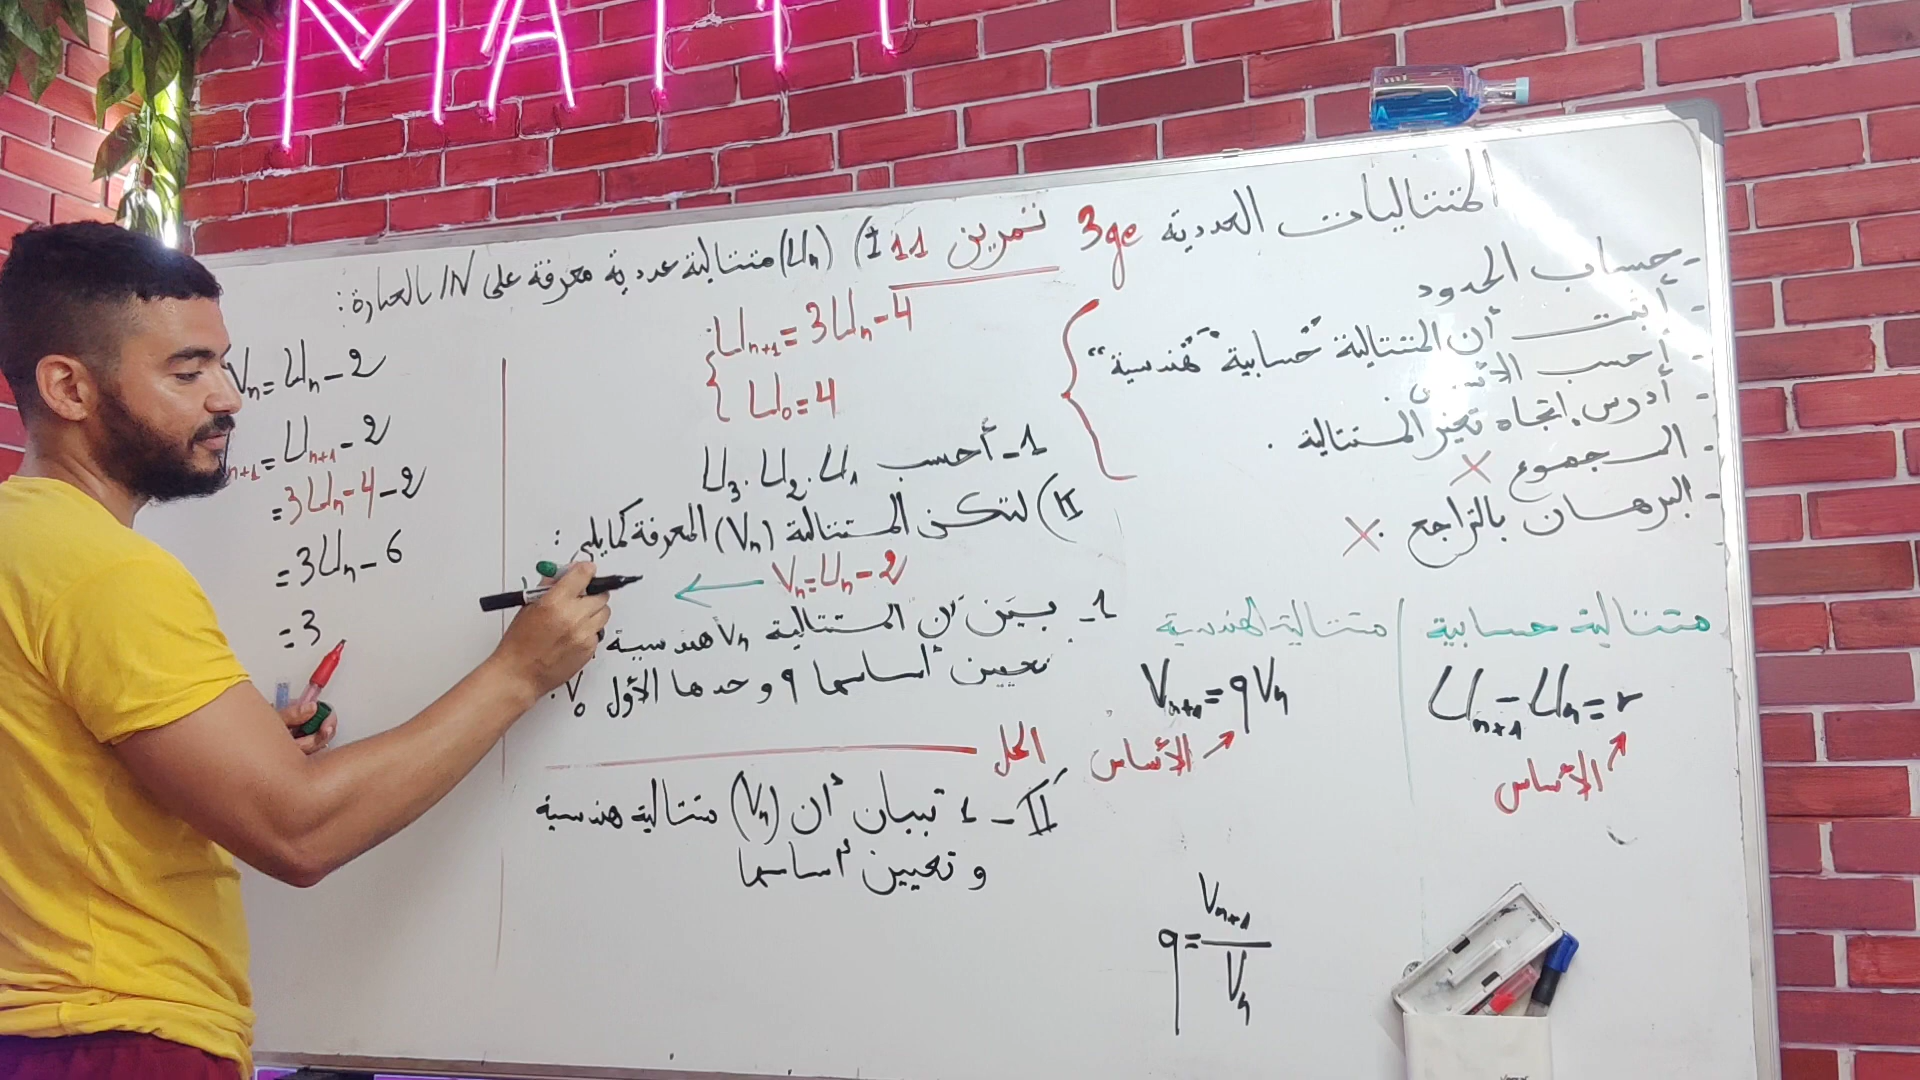 MATH
المتتاليات العددية 3ge
- حساب الحدود
- أثبت أن المتتالية "حسابية" "هندسية"
- أحسب الأساس.
- أدرس اتجاه تغير المتتالية.
- المجموع ×
- البرهان بالتراجع. ×
متتالية حسابية
Un+1 - Un = r
الأساس
متتالية الهندسية
Vn+1 = qVn
الأساس
q = Vn+1 / Vn
تمرين 11
I) (Un) متتالية عددية معرفة على IN بالعبارة:
Un+1 = 3Un - 4
U0 = 4
1- أحسب U1 . U2 . U3
II) لتكن المتتالية (Vn) المعرفة كما يلي:
Vn = Un - 2
1- بين أن المتتالية Vn هندسية
تعيين أساسها q و حدها الأول V0.
الحل
II - 1 تبيان أن (Vn) متتالية هندسية
و تعيين أساسها
Vn = Un - 2
n+1 = Un+1 - 2
= 3Un - 4 - 2
= 3Un - 6
= 3